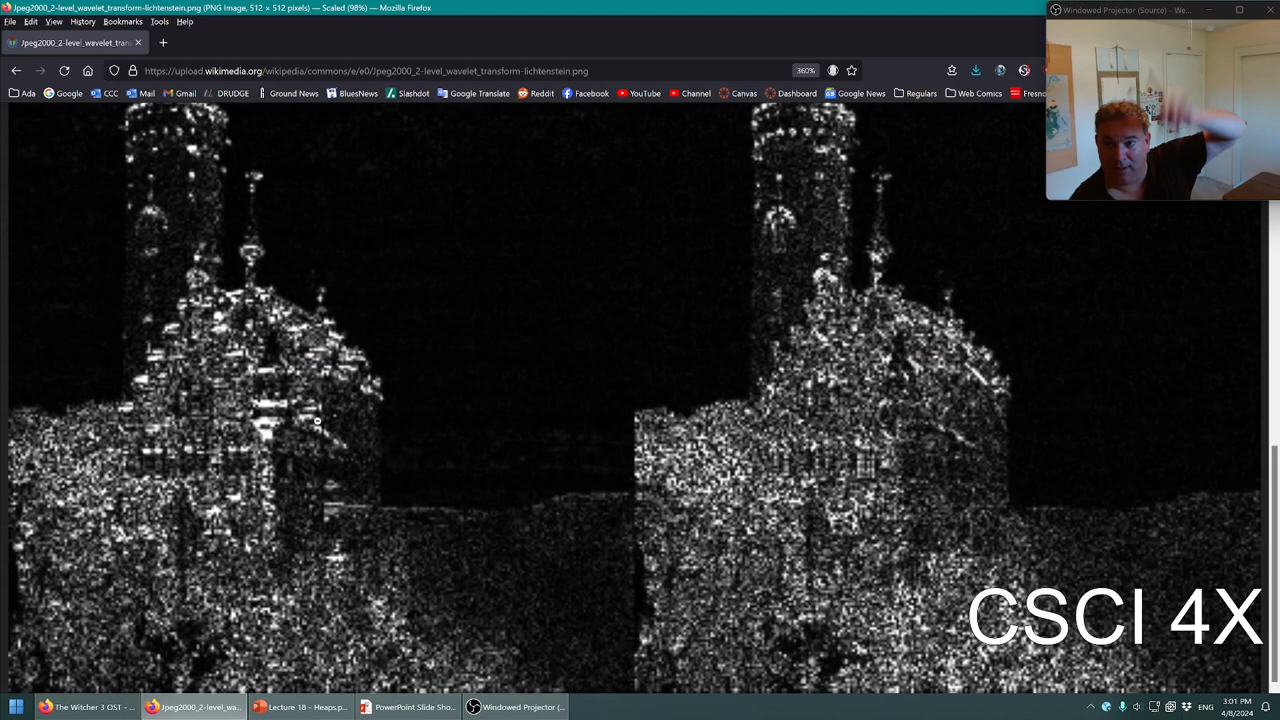 Jpeg2000_2-level_wavelet_transform-lichtenstein.png (PNG Image, 512 × 512 pixels) — Scaled (98%) — Mozilla Firefox
Windowed Projector (Source) - We...
File Edit View History Bookmarks Tools Help
Jpeg2000_2-level_wavelet_tran
https://upload.wikimedia.org/wikipedia/commons/e/e0/Jpeg2000_2-level_wavelet_transform-lichtenstein.png 360%
Ada Google CCC Mail Gmail DRUDGE Ground News BluesNews Slashdot Google Translate Reddit Facebook YouTube Channel Canvas Dashboard Google News Regulars Web Comics Fresno
CSCI 4X
The Witcher 3 OST - ... Jpeg2000_2-level_wa... Lecture 18 - Heaps.p... PowerPoint Slide Sho... Windowed Projector (... ENG 3:01 PM
4/8/2024